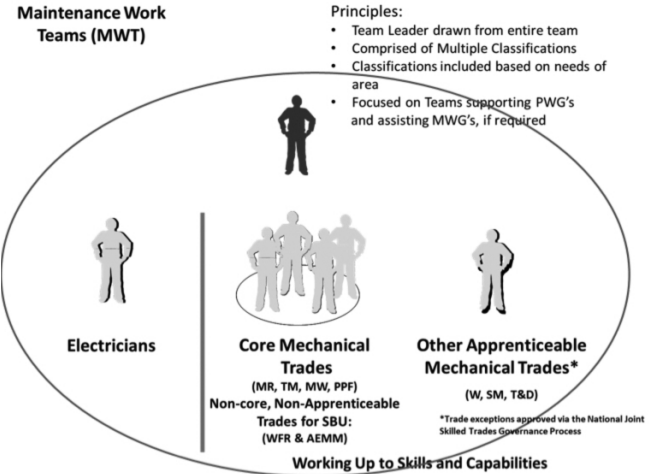 Maintenance Work
Teams (MWT)
Principles:
• Team Leader drawn from entire team
• Comprised of Multiple Classifications
• Classifications included based on needs of
area
• Focused on Teams supporting PWG's
and assisting MWG's, if required
Electricians
Core Mechanical
Trades
(MR, TM, MW, PPF)
Non-core, Non-Apprenticeable
Trades for SBU:
(WFR & AEMM)
Other Apprenticeable
Mechanical Trades*
(W, SM, T&D)
*Trade exceptions approved via the National Joint
Skilled Trades Governance Process
Working Up to Skills and Capabilities